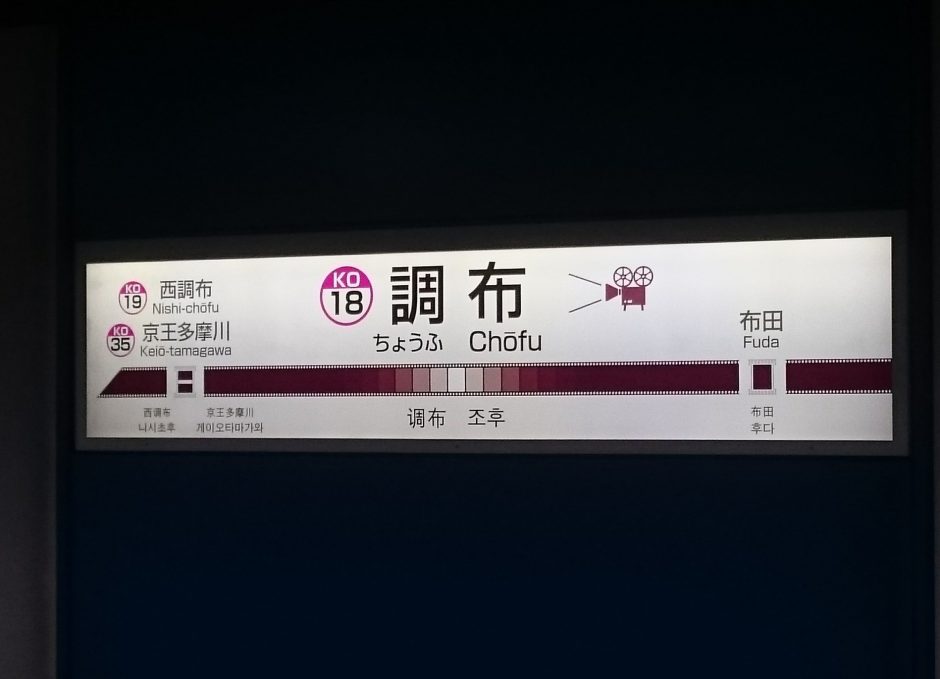 KO
19
西調布
Nishi-chōfu
KO
35
京王多摩川
Keiō-tamagawa
KO
18
調布
ちょうふ Chōfu
布田
Fuda
西调布
니시초후
京王多摩川
게이오타마가와
调布 조후
布田
후다